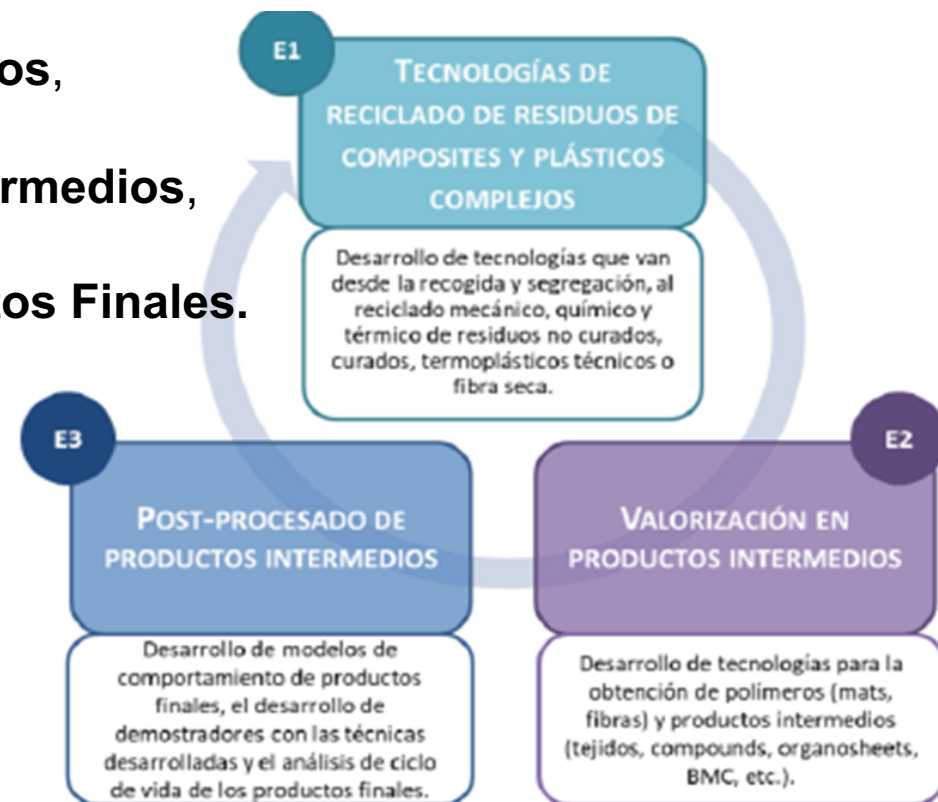 os,
rmedios,
tos Finales.
E1
TECNOLOGÍAS DE
RECICLADO DE RESIDUOS DE
COMPOSITES Y PLÁSTICOS
COMPLEJOS
Desarrollo de tecnologías que van
desde la recogida y segregación, al
reciclado mecánico, químico y
térmico de residuos no curados,
curados, termoplásticos técnicos o
fibra seca.
E3
POST-PROCESADO DE
PRODUCTOS INTERMEDIOS
Desarrollo de modelos de
comportamiento de productos
finales, el desarrollo de
demostradores con las técnicas
desarrolladas y el análisis de ciclo
de vida de los productos finales.
E2
VALORIZACIÓN EN
PRODUCTOS INTERMEDIOS
Desarrollo de tecnologías para la
obtención de polímeros (mats,
fibras) y productos intermedios
(tejidos, compounds, organosheets,
BMC, etc.).